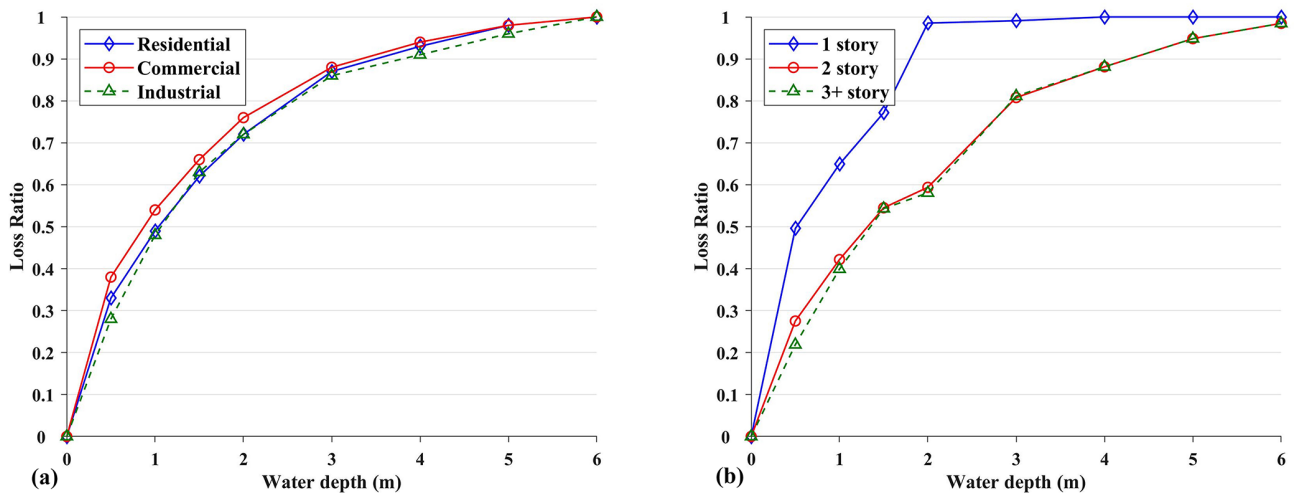 1
0.9
0.8
0.7
0.6
0.5
0.4
0.3
0.2
0.1
0
Loss Ratio
Residential
Commercial
Industrial
0 1 2 3 4 5 6
Water depth (m)
(a)
1
0.9
0.8
0.7
0.6
0.5
0.4
0.3
0.2
0.1
0
Loss Ratio
1 story
2 story
3+ story
0 1 2 3 4 5 6
Water depth (m)
(b)